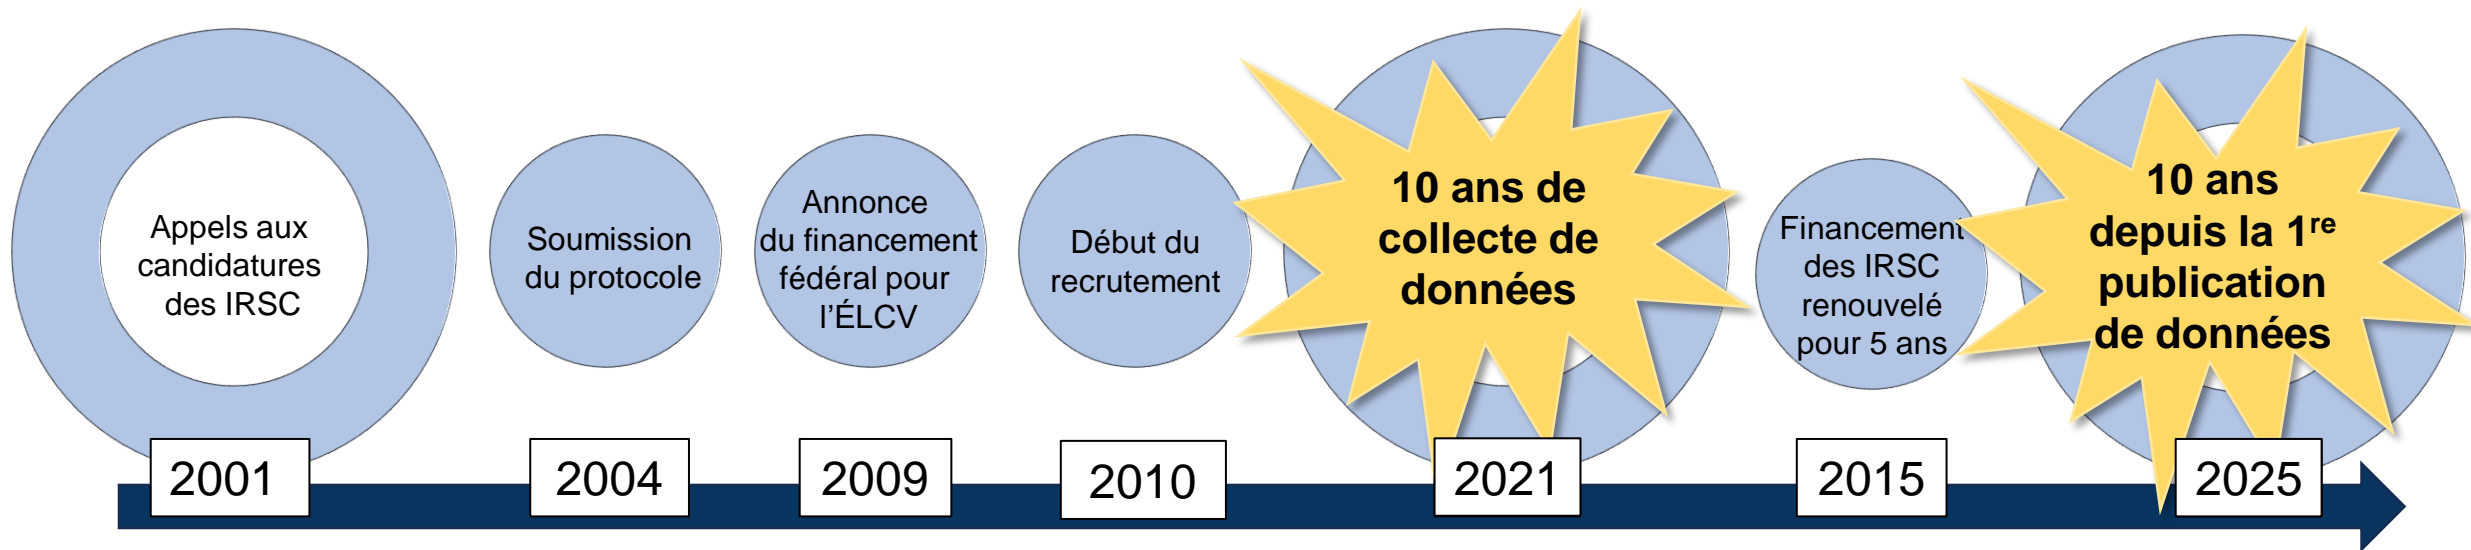 Appels aux
candidatures
des IRSC
2001
Soumission
du protocole
2004
Annonce
du financement
fédéral pour
l'ÉLCV
2009
Début du
recrutement
2010
10 ans de
collecte de
données
2021
Financement
des IRSC
renouvelé
pour 5 ans
2015
10 ans
depuis la 1re
publication
de données
2025